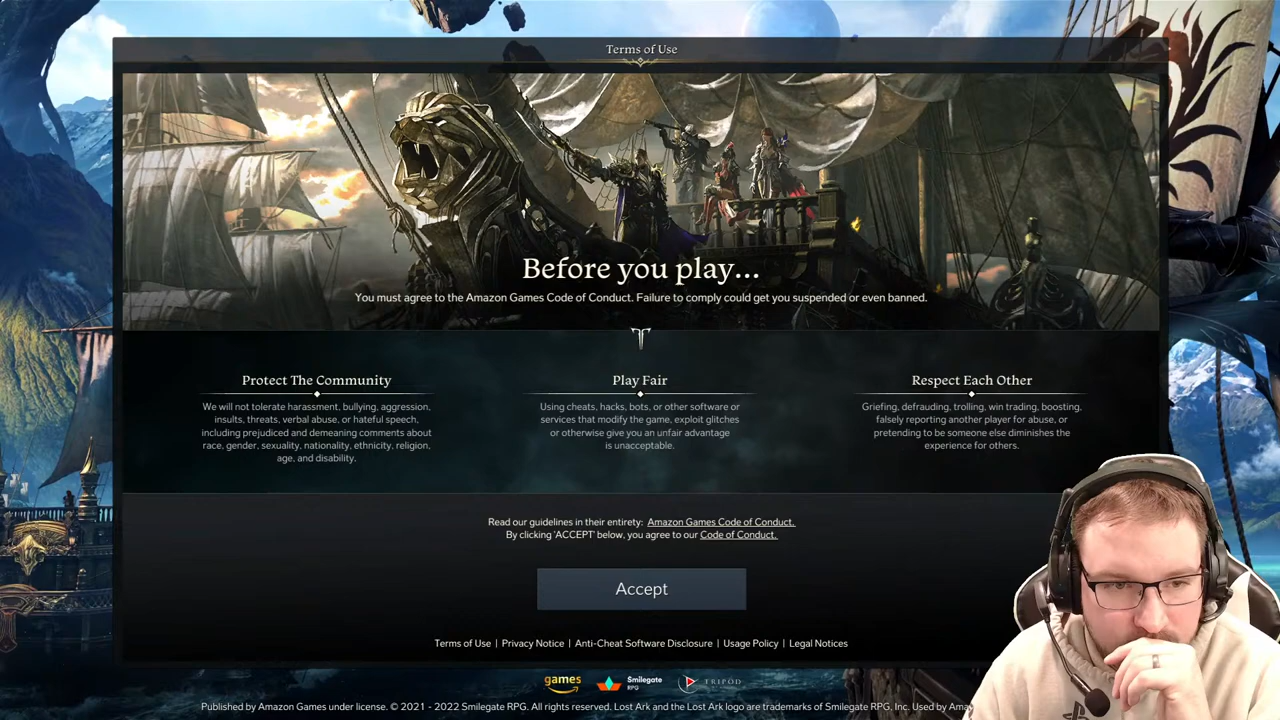 Terms of Use
Before you play...
You must agree to the Amazon Games Code of Conduct. Failure to comply could get you suspended or even banned.
Protect The Community
We will not tolerate harassment, bullying, aggression,
insults, threats, verbal abuse, or hateful speech,
including prejudiced and demeaning comments about
race, gender, sexuality, nationality, ethnicity, religion,
age, and disability.
Play Fair
Using cheats, hacks, bots, or other software or
services that modify the game, exploit glitches
or otherwise give you an unfair advantage
is unacceptable.
Respect Each Other
Griefing, defrauding, trolling, win trading, boosting,
falsely reporting another player for abuse, or
pretending to be someone else diminishes the
experience for others.
Read our guidelines in their entirety: Amazon Games Code of Conduct.
By clicking 'ACCEPT' below, you agree to our Code of Conduct.
Accept
Terms of Use | Privacy Notice | Anti-Cheat Software Disclosure | Usage Policy | Legal Notices
games Smilegate RPG TRIPOD
Published by Amazon Games under license. © 2021 - 2022 Smilegate RPG. All rights reserved. Lost Ark and the Lost Ark logo are trademarks of Smilegate RPG, Inc. Used by